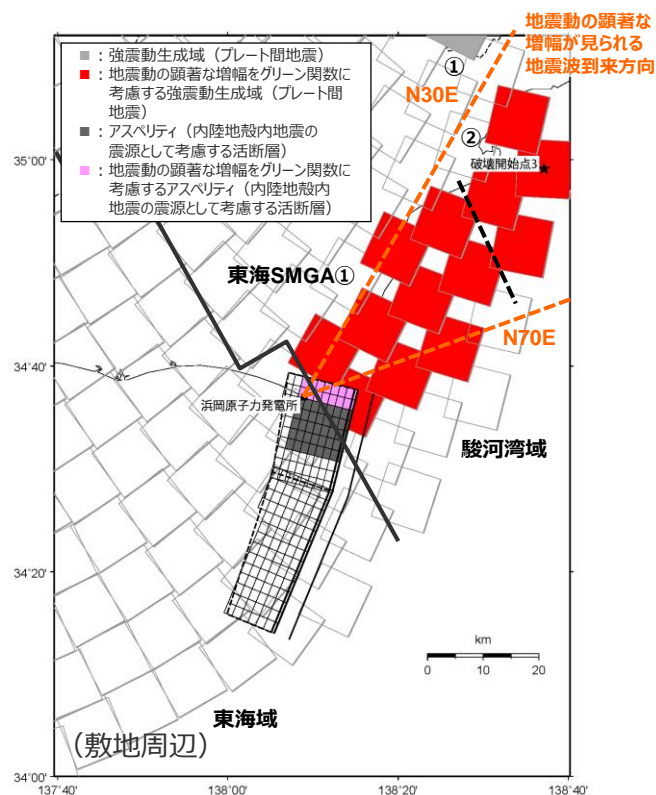 地震動の顕著な
増幅が見られる
地震波到来方向
：強震動生成域（プレート間地震）
：地震動の顕著な増幅をグリーン関数に
考慮する強震動生成域（プレート間
地震）
：アスペリティ（内陸地殻内地震の
震源として考慮する活断層）
：地震動の顕著な増幅をグリーン関数に
考慮するアスペリティ（内陸地殻内
地震の震源として考慮する活断層）
①
N30E
②
破壊開始点3
35°00'
東海SMGA①
N70E
34°40'
浜岡原子力発電所
駿河湾域
34°20'
km
0 10 20
東海域
（敷地周辺）
34°00'
137°40' 138°00' 138°20' 138°40'